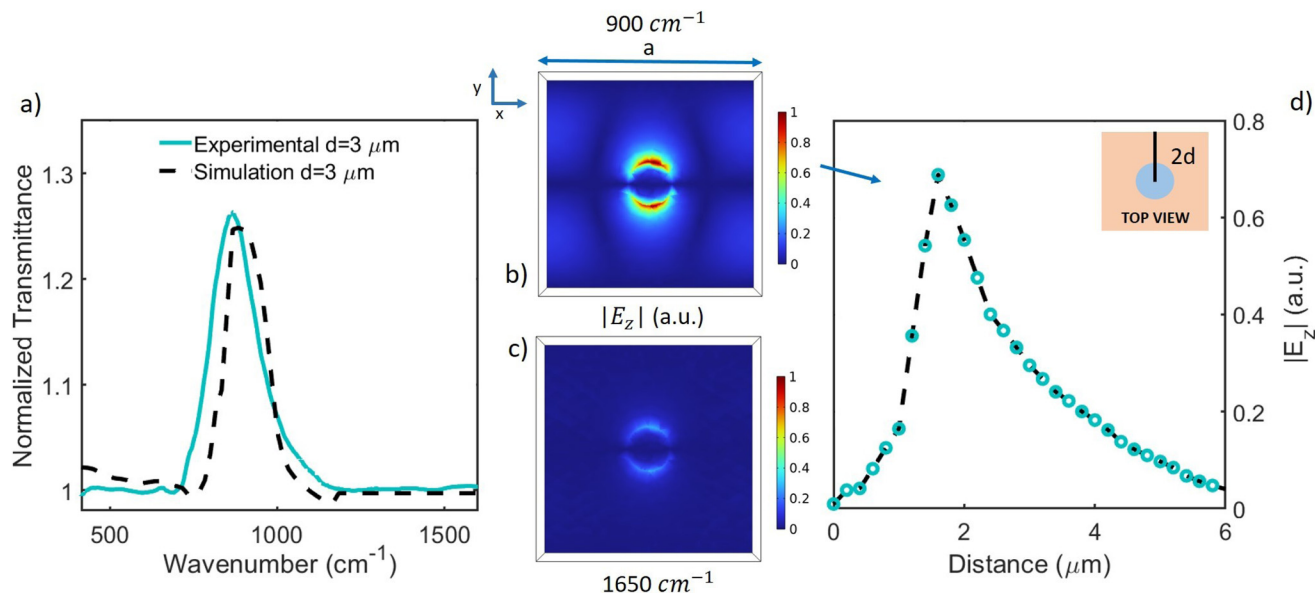 a)
Normalized Transmittance
1.3
1.2
1.1
1
Experimental d=3 μm
Simulation d=3 μm
500
1000
1500
Wavenumber (cm⁻¹)
900 cm⁻¹
a
y
x
1
0.8
0.6
0.4
0.2
0
b)
|E_z| (a.u.)
c)
1
0.8
0.6
0.4
0.2
0
1650 cm⁻¹
d)
2d
TOP VIEW
0.8
0.6
0.4
0.2
0
|E_z| (a.u.)
0
2
4
6
Distance (μm)